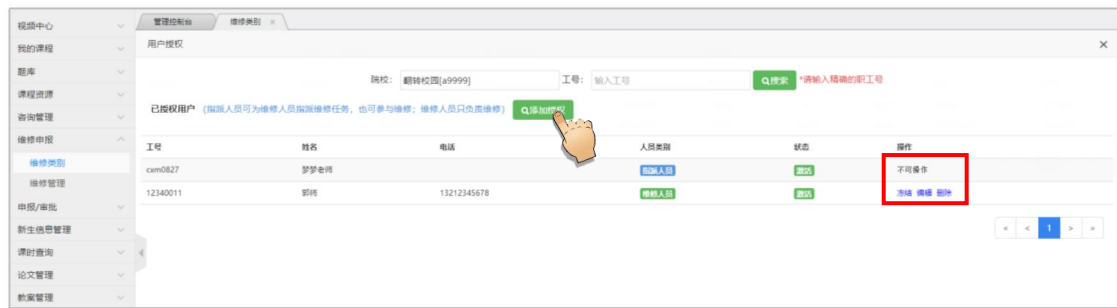 视频中心
我的课程
题库
课程资源
咨询管理
维修申报
维修类别
维修管理
申报/审批
新生信息管理
课时查询
论文管理
教案管理
管理控制台 维修类别 ×
用户授权 ×
瑞校： 翻转校园[a9999] 工号： 输入工号 搜索 *请输入精确的职工号
已授权用户 （指派人员可为维修人员指派维修任务，也可参与维修；维修人员只负责维修） 添加授权
工号 姓名 电话 人员类别 状态 操作
cxm0827 梦梦老师 指派人员 激活 不可操作
12340011 郭师 13212345678 维修人员 激活 冻结 编辑 删除
« < 1 > »